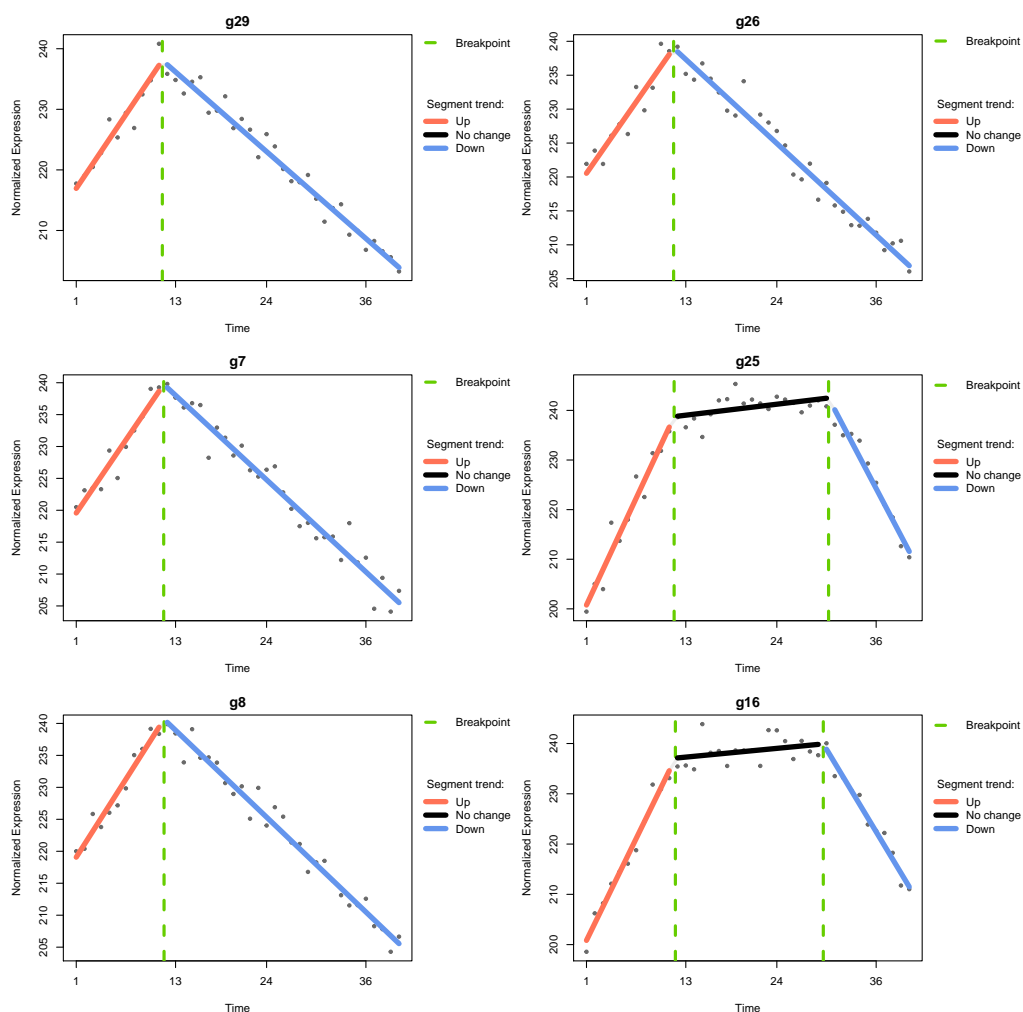 g29
240
230
220
210
Normalized Expression
1
13
24
36
Time
Breakpoint
Segment trend:
Up
No change
Down
g26
240
235
230
225
220
215
210
205
Normalized Expression
1
13
24
36
Time
Breakpoint
Segment trend:
Up
No change
Down
g7
240
235
230
225
220
215
210
205
Normalized Expression
1
13
24
36
Time
Breakpoint
Segment trend:
Up
No change
Down
g25
240
230
220
210
200
Normalized Expression
1
13
24
36
Time
Breakpoint
Segment trend:
Up
No change
Down
g8
240
235
230
225
220
215
210
205
Normalized Expression
1
13
24
36
Time
Breakpoint
Segment trend:
Up
No change
Down
g16
240
230
220
210
200
Normalized Expression
1
13
24
36
Time
Breakpoint
Segment trend:
Up
No change
Down